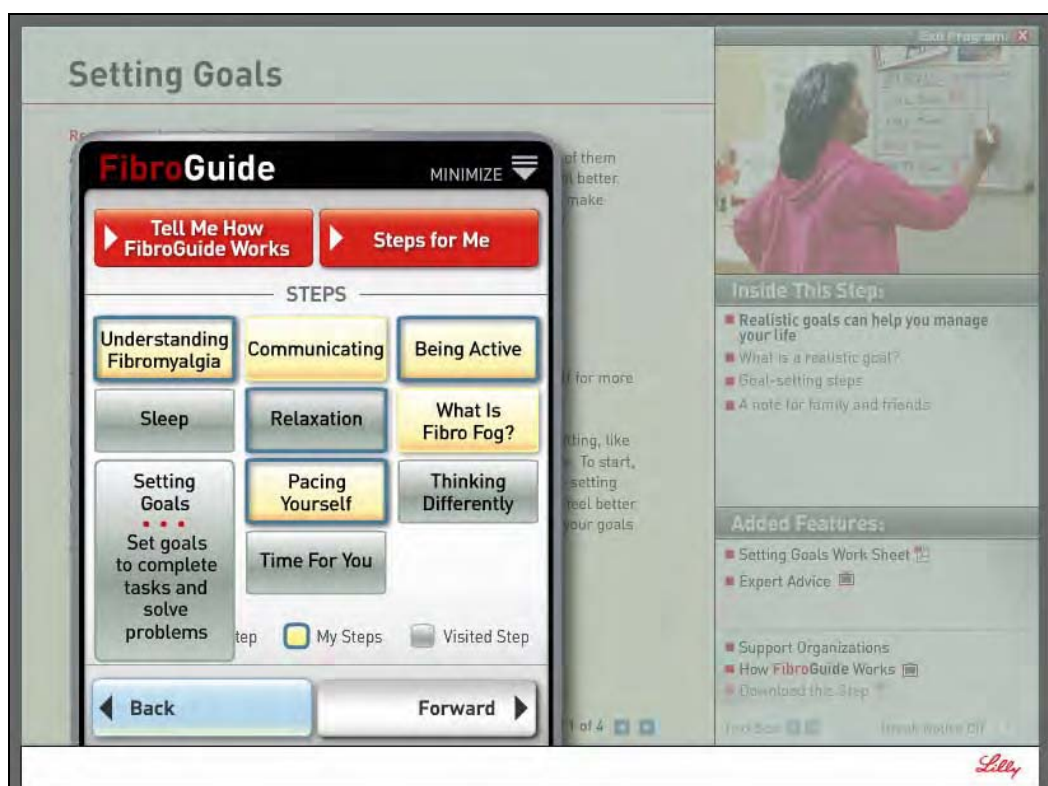 Exit Program X
Setting Goals
of them
better.
make
FibroGuide
MINIMIZE
Tell Me How
FibroGuide Works
Steps for Me
STEPS
Understanding
Fibromyalgia
Communicating
Being Active
Sleep
Relaxation
What Is
Fibro Fog?
Setting
Goals
Set goals
to complete
tasks and
solve
problems
Pacing
Yourself
Thinking
Differently
Time For You
My Steps
Visited Step
Back
Forward
for more
like
To start,
setting
feel better
your goals
1 of 4
Inside This Step:
Realistic goals can help you manage
your life
What is a realistic goal?
Goal-setting steps
A note for family and friends
Added Features:
Setting Goals Work Sheet
Expert Advice
Support Organizations
How FibroGuide Works
Download this Step
Text Size
Lilly